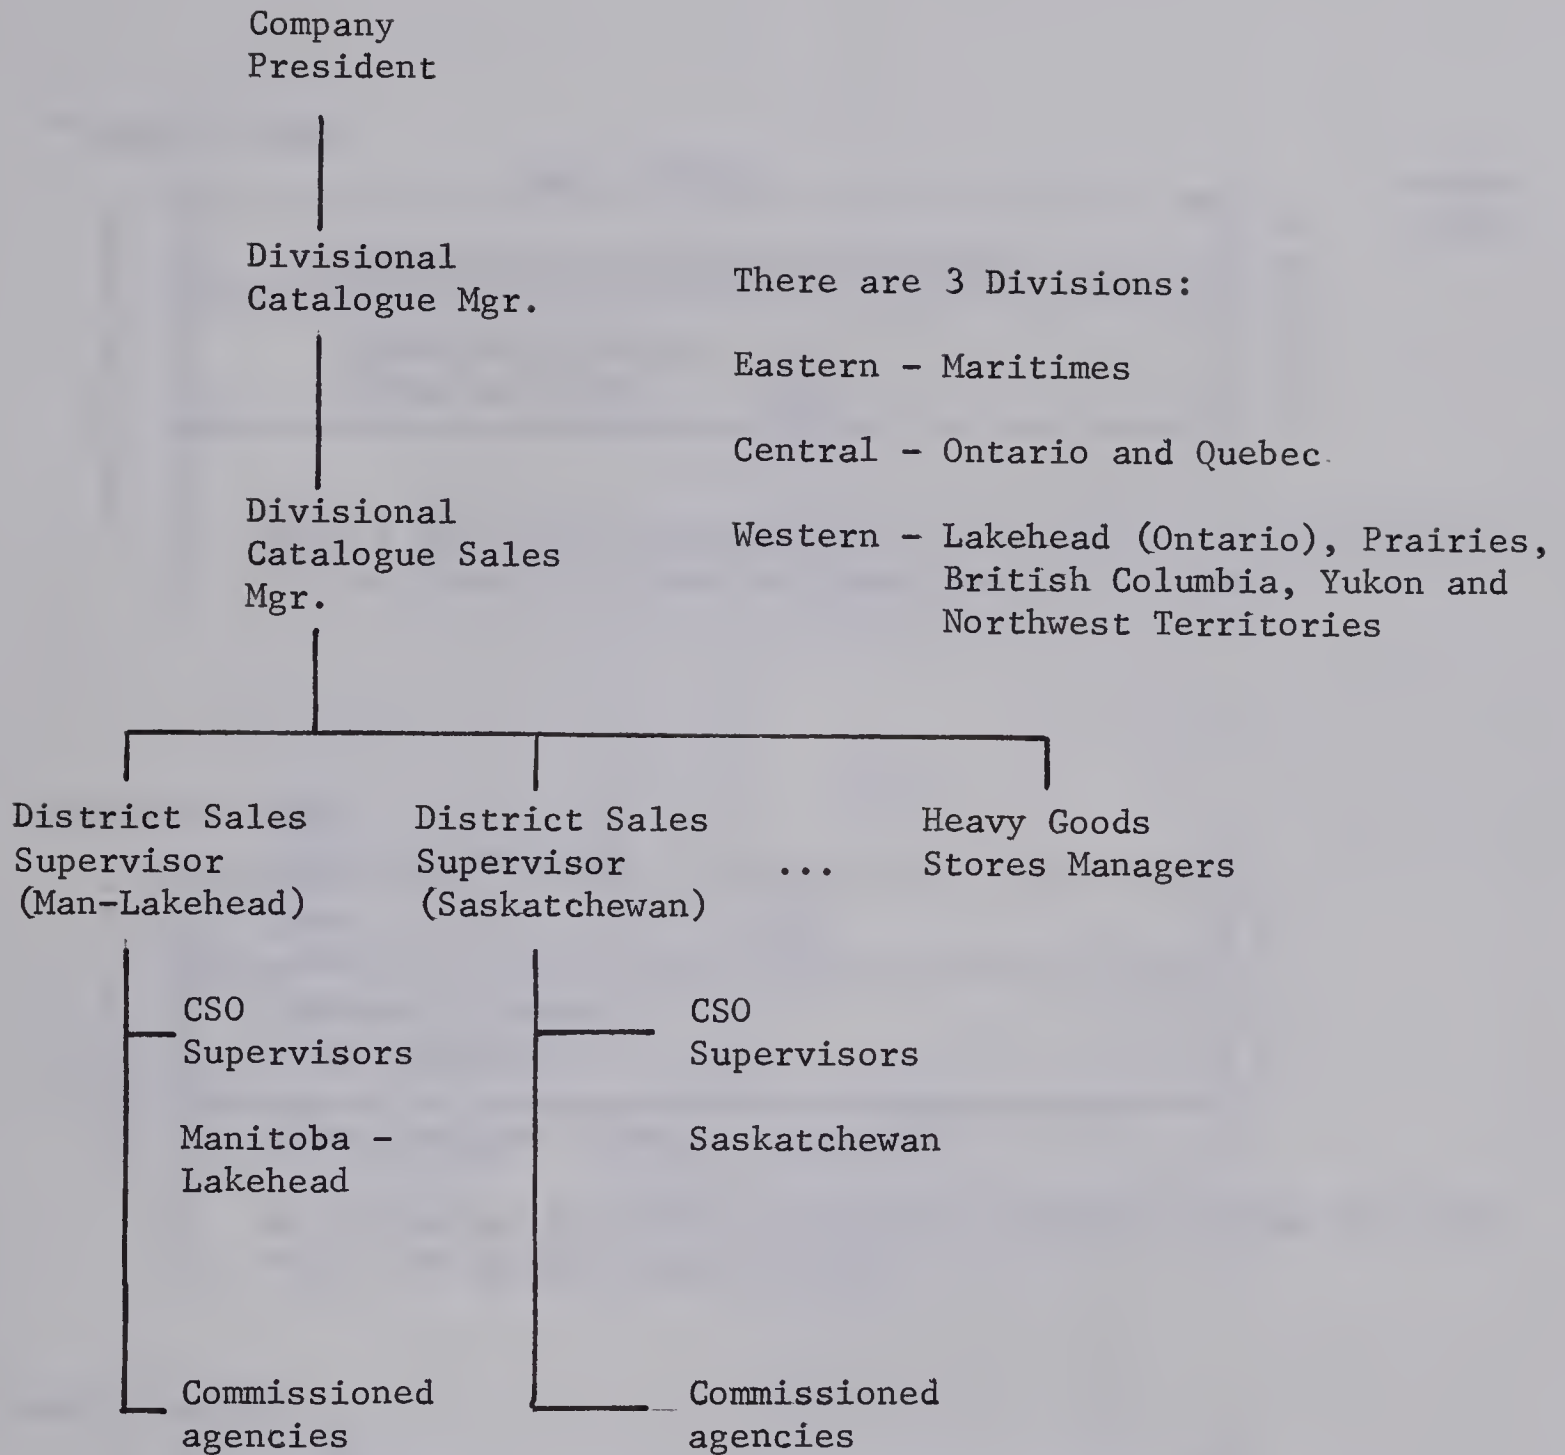 Company
President
Divisional
Catalogue Mgr.
There are 3 Divisions:
Eastern - Maritimes
Central - Ontario and Quebec
Western - Lakehead (Ontario), Prairies,
British Columbia, Yukon and
Northwest Territories
Divisional
Catalogue Sales
Mgr.
District Sales
Supervisor
(Man-Lakehead)
District Sales
Supervisor
(Saskatchewan)
...
Heavy Goods
Stores Managers
CSO
Supervisors
Manitoba -
Lakehead
CSO
Supervisors
Saskatchewan
Commissioned
agencies
Commissioned
agencies